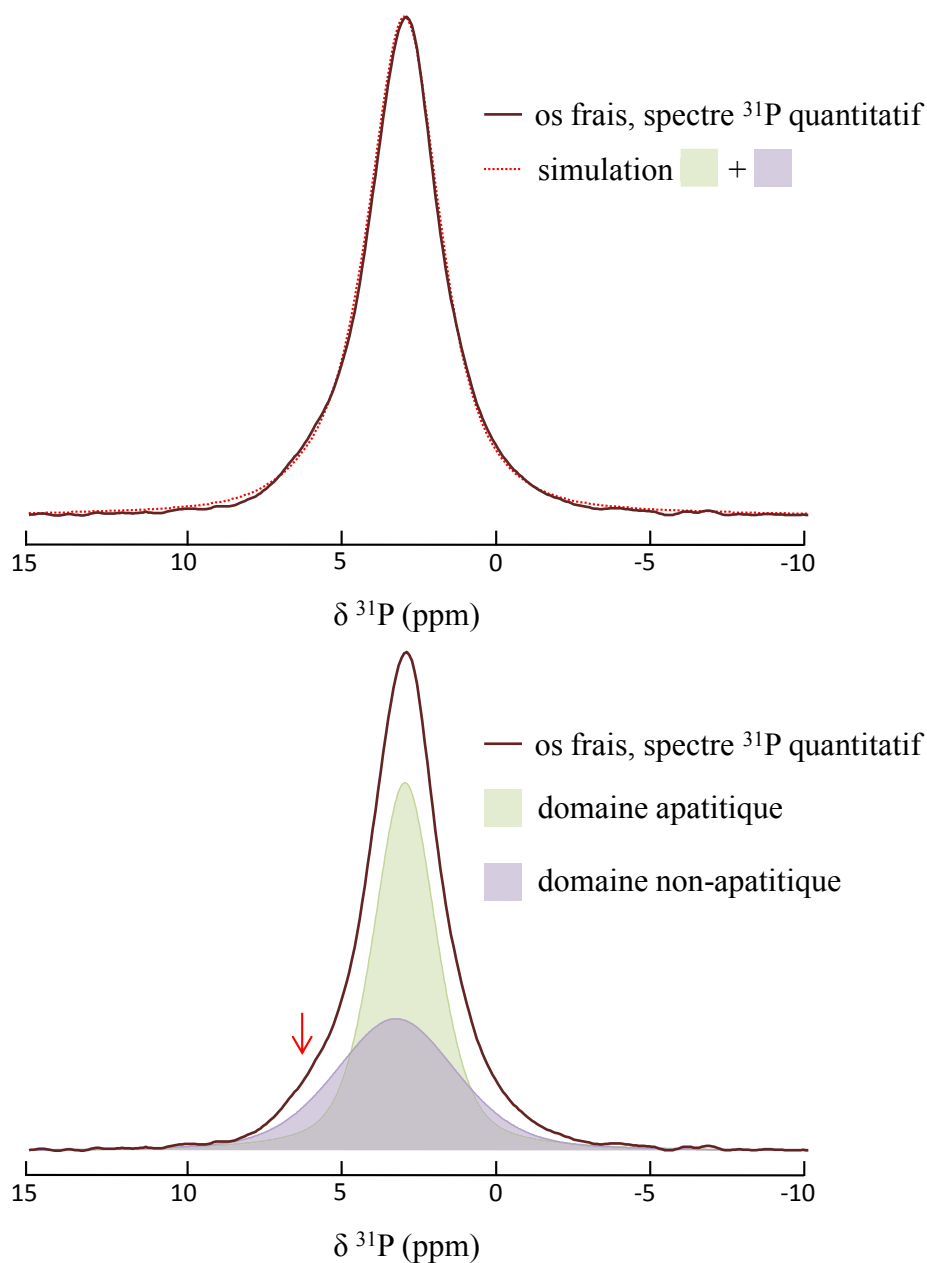 os frais, spectre ³¹P quantitatif
simulation +
15 10 5 0 -5 -10
δ ³¹P (ppm)
os frais, spectre ³¹P quantitatif
domaine apatitique
domaine non-apatitique
15 10 5 0 -5 -10
δ ³¹P (ppm)